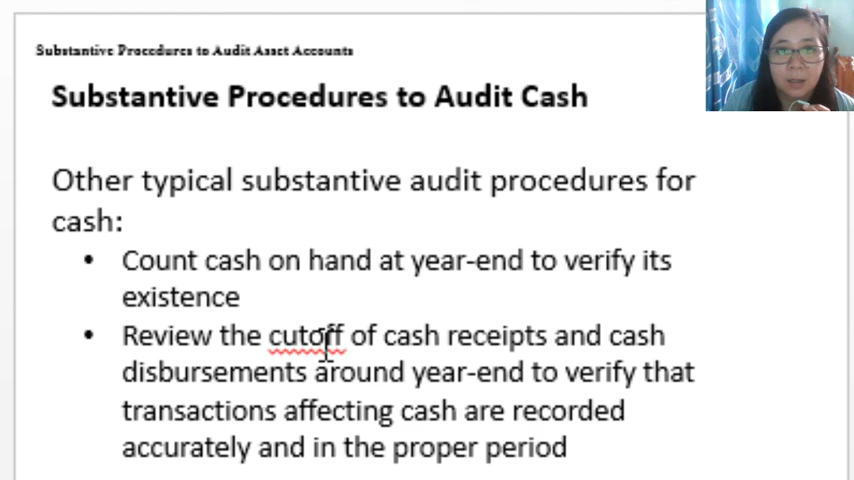 Substantive Procedures to Audit Asset Accounts
Substantive Procedures to Audit Cash
Other typical substantive audit procedures for
cash:
• Count cash on hand at year-end to verify its
existence
• Review the cutoff of cash receipts and cash
disbursements around year-end to verify that
transactions affecting cash are recorded
accurately and in the proper period